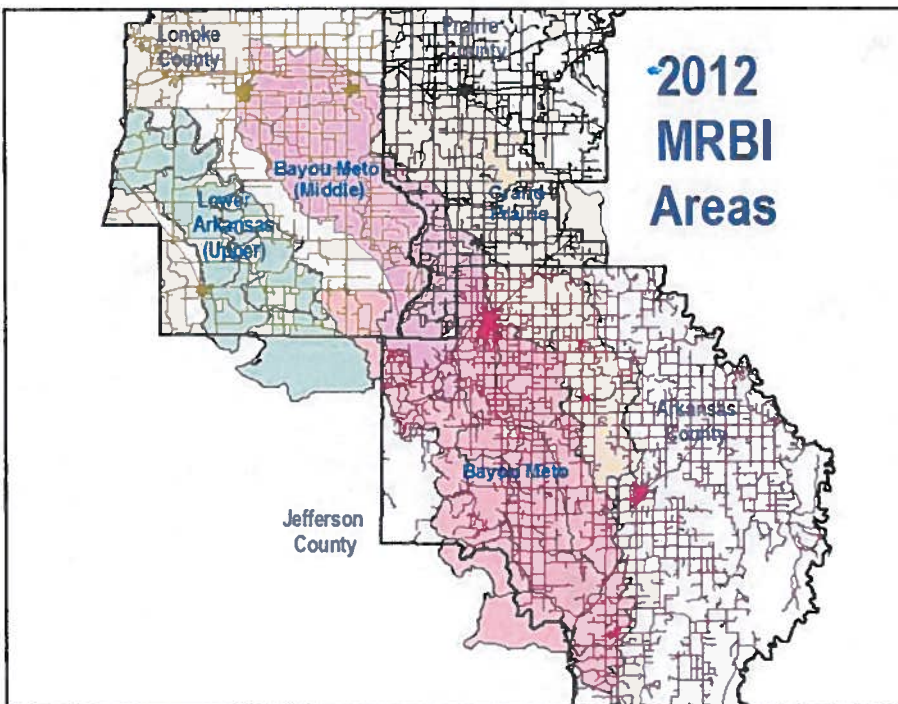 Lonoke
County
Prairie
County
2012
MRBI
Areas
Bayou Meto
(Middle)
Lower
Arkansas
(Upper)
Grand
Prairie
Arkansas
County
Bayou Meto
Jefferson
County